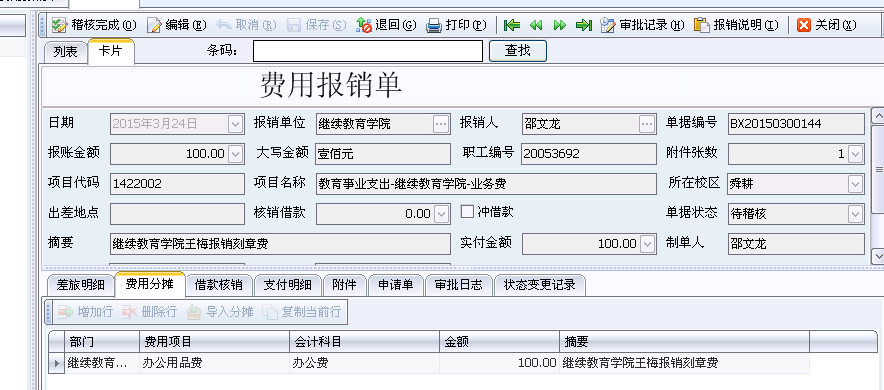 稽核完成(O) 编辑(E) 取消(R) 保存(S) 退回(G) 打印(P) 审批记录(H) 报销说明(I) 关闭(X)
列表 卡片 条码: 查找
费用报销单
日期 2015年3月24日 报销单位 继续教育学院 报销人 邵文龙 单据编号 BX20150300144
报账金额 100.00 大写金额 壹佰元 职工编号 20053692 附件张数 1
项目代码 1422002 项目名称 教育事业支出-继续教育学院-业务费 所在校区 舜耕
出差地点 核销借款 0.00 冲借款 单据状态 待稽核
摘要 继续教育学院王梅报销刻章费 实付金额 100.00 制单人 邵文龙
差旅明细 费用分摊 借款核销 支付明细 附件 申请单 审批日志 状态变更记录
增加行 删除行 导入分摊 复制当前行
部门 费用项目 会计科目 金额 摘要
继续教育... 办公用品费 办公费 100.00 继续教育学院王梅报销刻章费